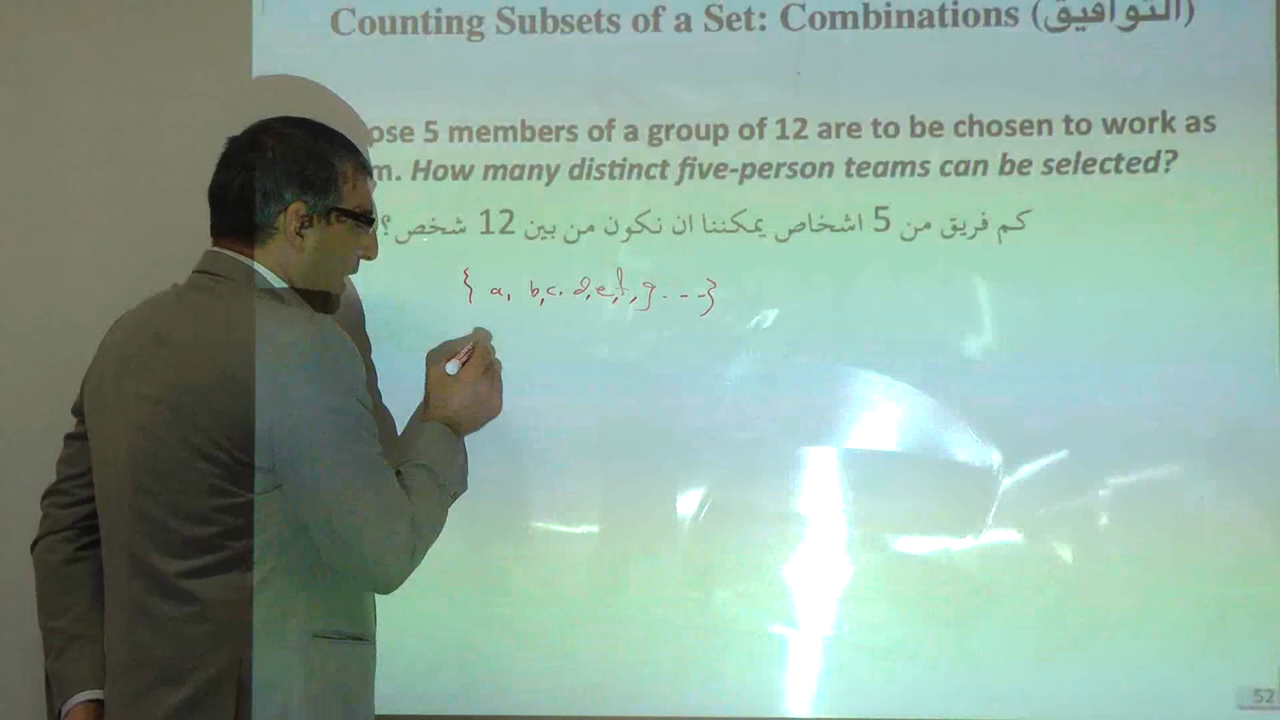 Counting Subsets of a Set: Combinations (التوافيق)
5 members of a group of 12 are to be chosen to work as
How many distinct five-person teams can be selected?
كم فريق من 5 اشخاص يمكننا ان نكون من بين 12 شخص؟
{ a, b, c, d, e, f, g . - - }
52